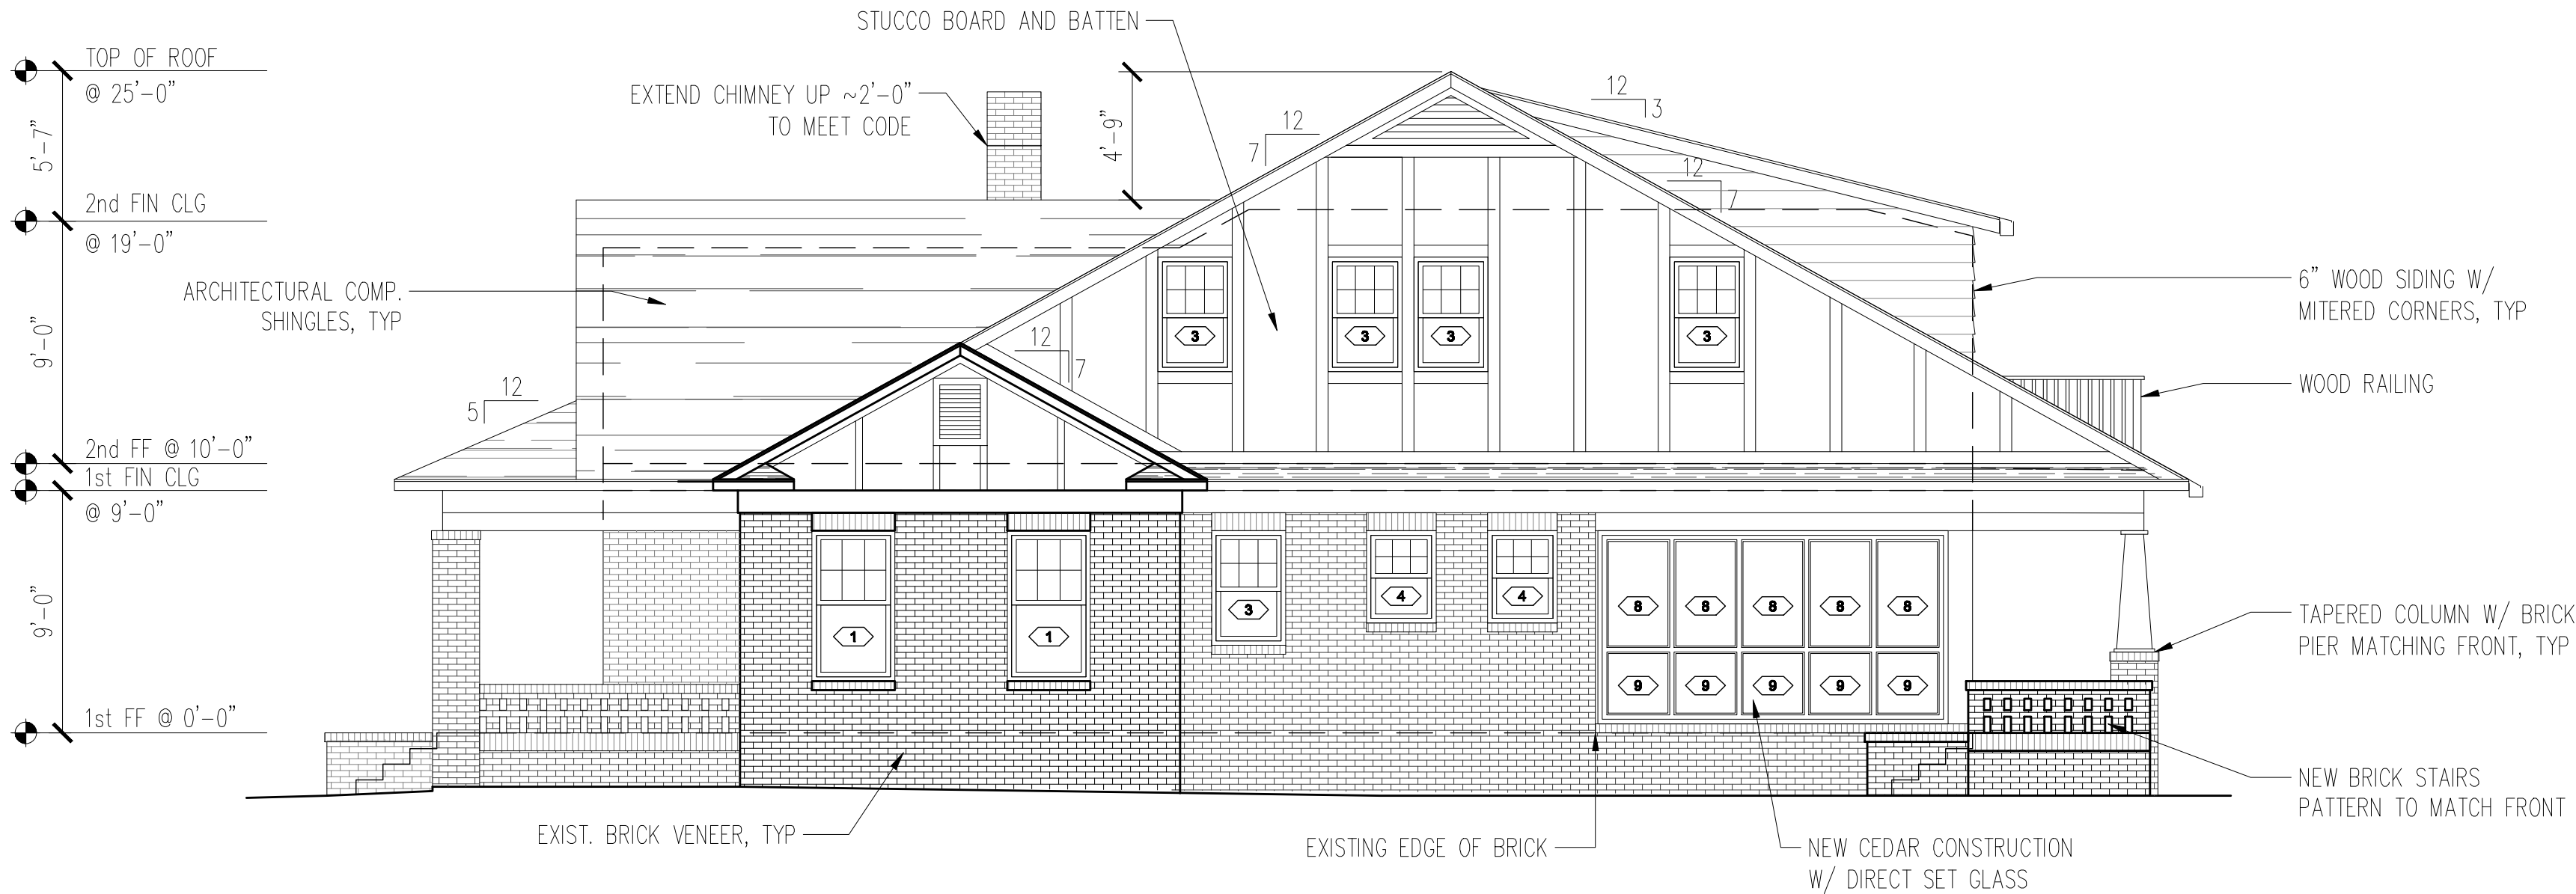 STUCCO BOARD AND BATTEN
TOP OF ROOF
@ 25'-0"
EXTEND CHIMNEY UP ~2'-0"
TO MEET CODE
4'-9"
12
7
12
3
12
7
5'-7"
2nd FIN CLG
@ 19'-0"
ARCHITECTURAL COMP.
SHINGLES, TYP
6" WOOD SIDING W/
MITERED CORNERS, TYP
9'-0"
3
3
3
3
12
7
12
5
WOOD RAILING
2nd FF @ 10'-0"
1st FIN CLG
@ 9'-0"
9'-0"
1
1
3
4
4
8
8
8
8
8
9
9
9
9
9
TAPERED COLUMN W/ BRICK
PIER MATCHING FRONT, TYP
1st FF @ 0'-0"
NEW BRICK STAIRS
PATTERN TO MATCH FRONT
EXIST. BRICK VENEER, TYP
EXISTING EDGE OF BRICK
NEW CEDAR CONSTRUCTION
W/ DIRECT SET GLASS